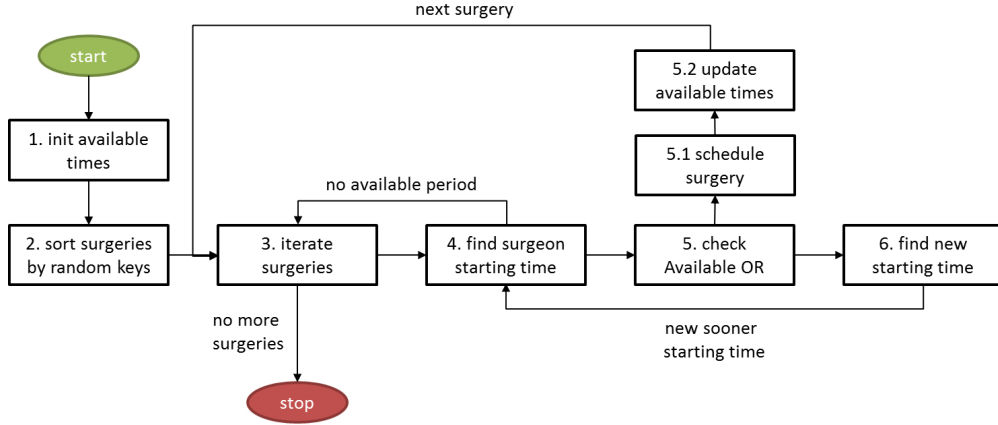 next surgery
start
5.2 update
available times
1. init available
times
5.1 schedule
surgery
no available period
2. sort surgeries
by random keys
3. iterate
surgeries
4. find surgeon
starting time
5. check
Available OR
6. find new
starting time
no more
surgeries
new sooner
starting time
stop